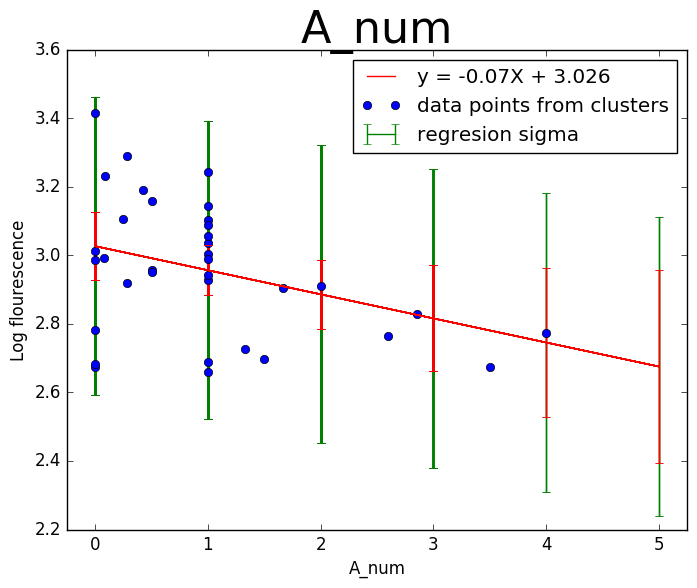 A_num
y = -0.07X + 3.026
data points from clusters
regresion sigma
Log flourescence
3.6
3.4
3.2
3.0
2.8
2.6
2.4
2.2
0 1 2 3 4 5
A_num